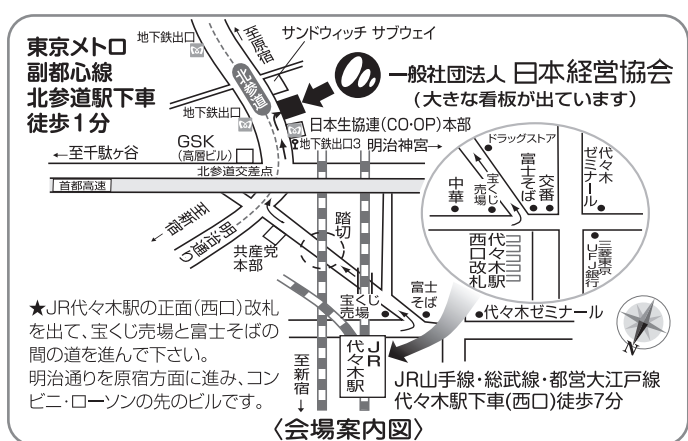 東京メトロ
副都心線
北参道駅下車
徒歩1分
地下鉄出口
至原宿
サンドウィッチ サブウェイ
北参道
一般社団法人 日本経営協会
(大きな看板が出ています)
地下鉄出口
日本生協連(CO・OP)本部
地下鉄出口3
明治神宮→
GSK
(高層ビル)
←至千駄ヶ谷
北参道交差点
首都高速
至新宿
明治通り
共産党
本部
踏切
ドラッグストア
中華
宝くじ
売場
富士そば
交番
代々木
ゼミナール
代々木駅
西口改札
三菱東京
UFJ銀行
宝くじ
売場
富士
そば
代々木ゼミナール
★JR代々木駅の正面(西口)改札
を出て、宝くじ売場と富士そばの
間の道を進んで下さい。
明治通りを原宿方面に進み、コン
ビニ・ローソンの先のビルです。
至新宿→
JR
代々木駅
N
JR山手線・総武線・都営大江戸線
代々木駅下車(西口)徒歩7分
〈会場案内図〉